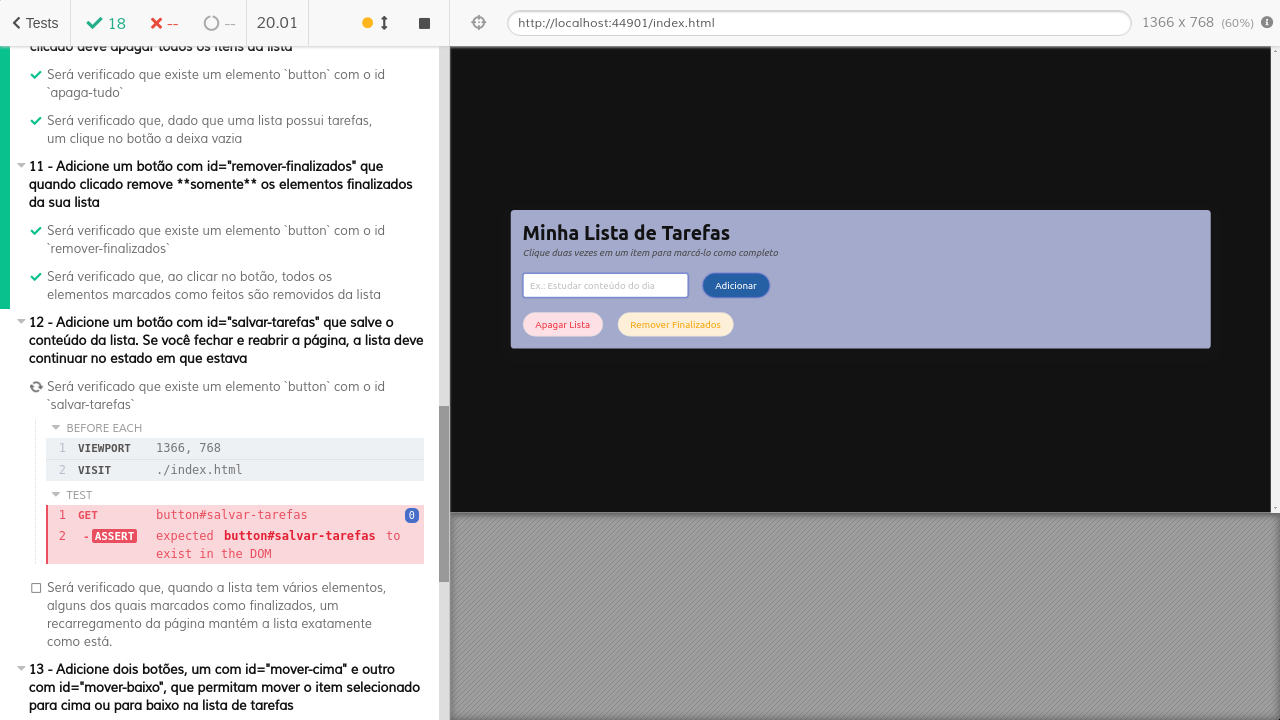 Tests
18
--
--
20.01
http://localhost:44901/index.html
1366 x 768 (60%)
clicado deve apagar todos os itens da lista
Será verificado que existe um elemento `button` com o id
`apaga-tudo`
Será verificado que, dado que uma lista possui tarefas,
um clique no botão a deixa vazia
11 - Adicione um botão com id="remover-finalizados" que
quando clicado remove **somente** os elementos finalizados
da sua lista
Será verificado que existe um elemento `button` com o id
`remover-finalizados`
Será verificado que, ao clicar no botão, todos os
elementos marcados como feitos são removidos da lista
12 - Adicione um botão com id="salvar-tarefas" que salve o
conteúdo da lista. Se você fechar e reabrir a página, a lista deve
continuar no estado em que estava
Será verificado que existe um elemento `button` com o id
`salvar-tarefas`
BEFORE EACH
1 VIEWPORT 1366, 768
2 VISIT ./index.html
TEST
1 GET button#salvar-tarefas 0
2 -ASSERT expected button#salvar-tarefas to
exist in the DOM
Será verificado que, quando a lista tem vários elementos,
alguns dos quais marcados como finalizados, um
recarregamento da página mantém a lista exatamente
como está.
13 - Adicione dois botões, um com id="mover-cima" e outro
com id="mover-baixo", que permitam mover o item selecionado
para cima ou para baixo na lista de tarefas
Minha Lista de Tarefas
Clique duas vezes em um item para marcá-lo como completo
Ex.: Estudar conteúdo do dia
Adicionar
Apagar Lista
Remover Finalizados